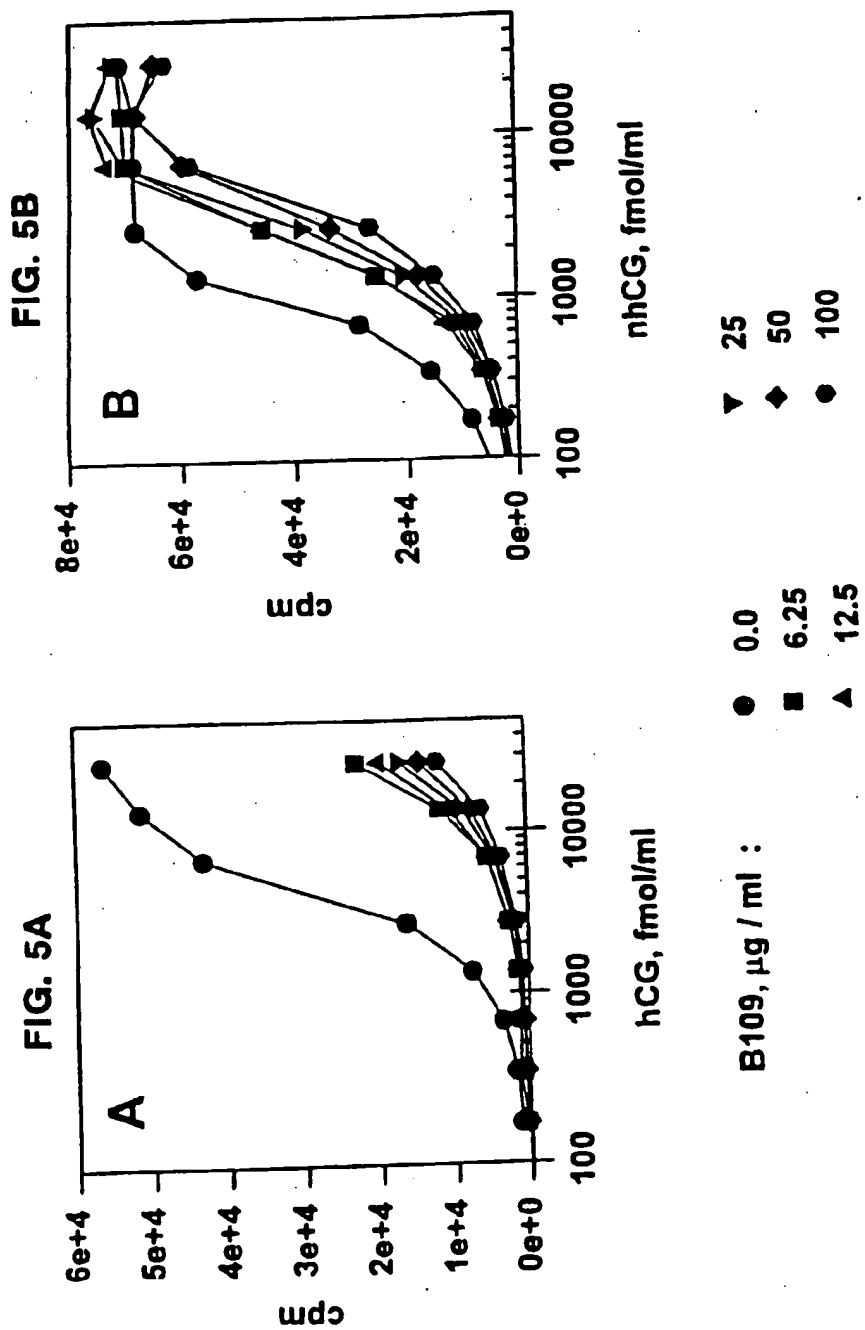 FIG. 5A
A
cpm
6e+4
5e+4
4e+4
3e+4
2e+4
1e+4
0e+0
100
1000
10000
hCG, fmol/ml
FIG. 5B
B
cpm
8e+4
6e+4
4e+4
2e+4
0e+0
100
1000
10000
nhCG, fmol/ml
B109, µg / ml :
0.0
6.25
12.5
25
50
100